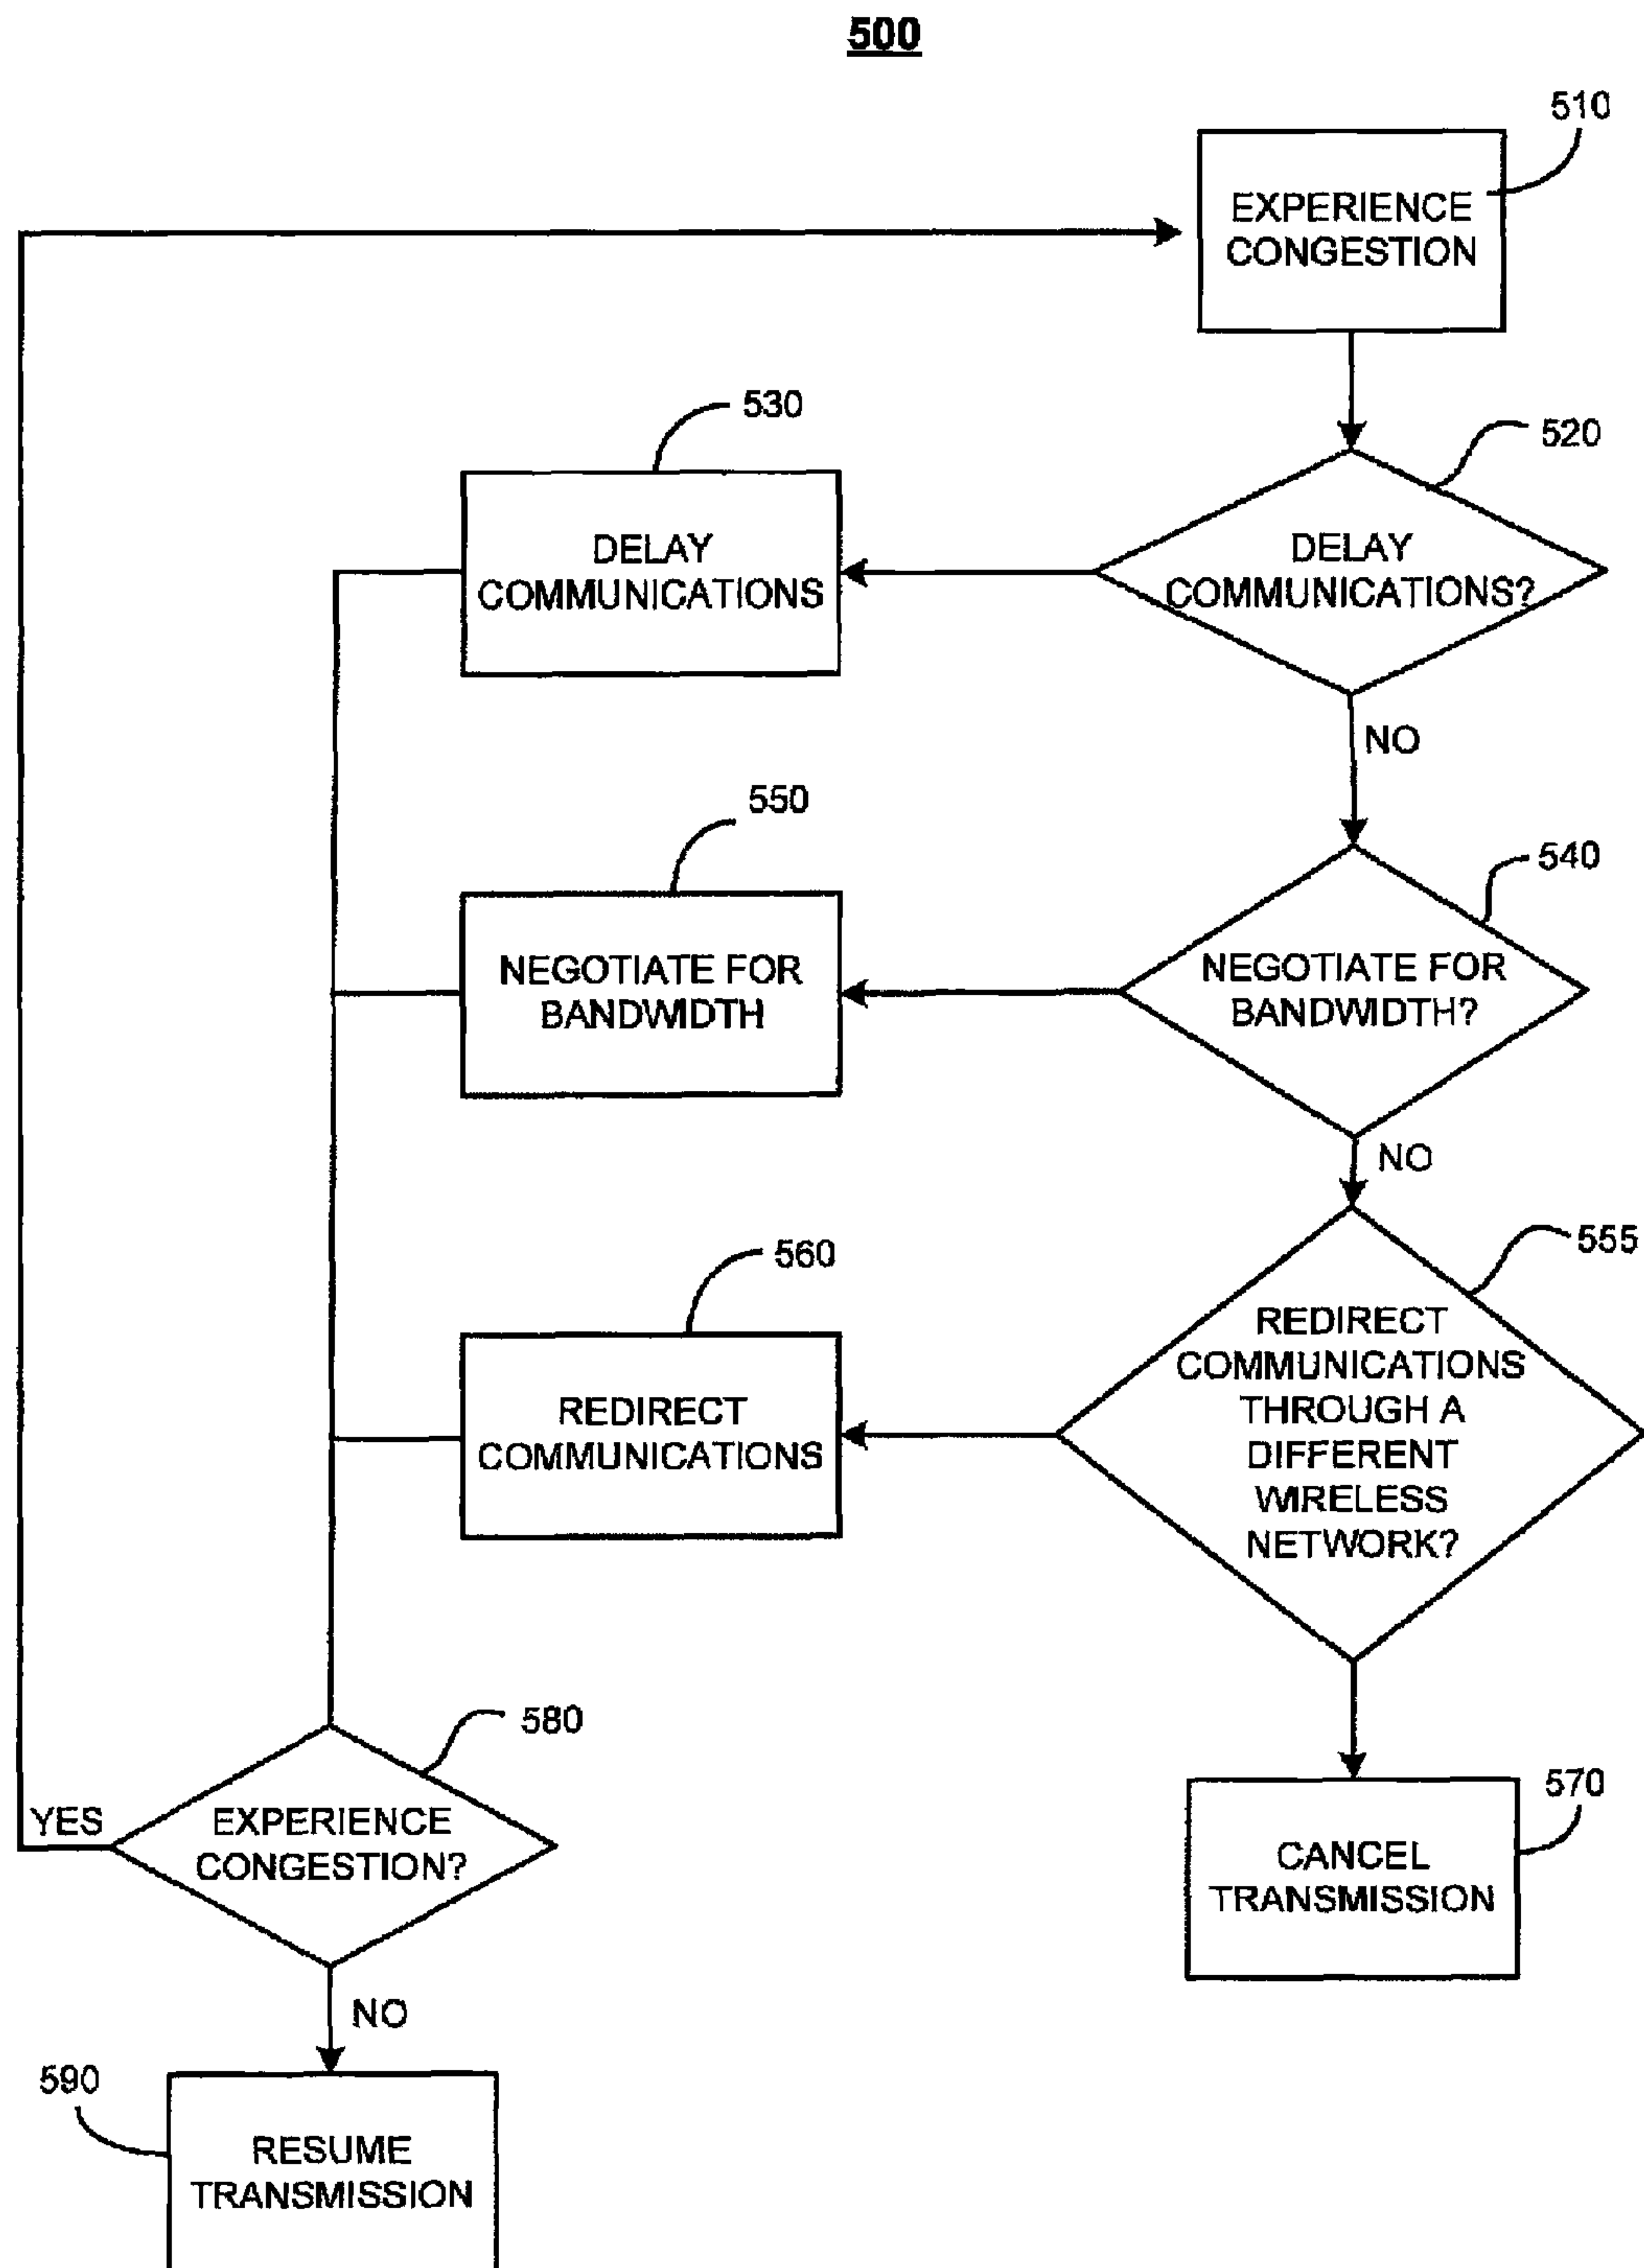 500
510
EXPERIENCE
CONGESTION
530
520
DELAY
COMMUNICATIONS
DELAY
COMMUNICATIONS?
NO
550
540
NEGOTIATE FOR
BANDWIDTH
NEGOTIATE FOR
BANDWIDTH?
NO
560
555
REDIRECT
COMMUNICATIONS
REDIRECT
COMMUNICATIONS
THROUGH A
DIFFERENT
WIRELESS
NETWORK?
580
YES
EXPERIENCE
CONGESTION?
570
CANCEL
TRANSMISSION
NO
590
RESUME
TRANSMISSION